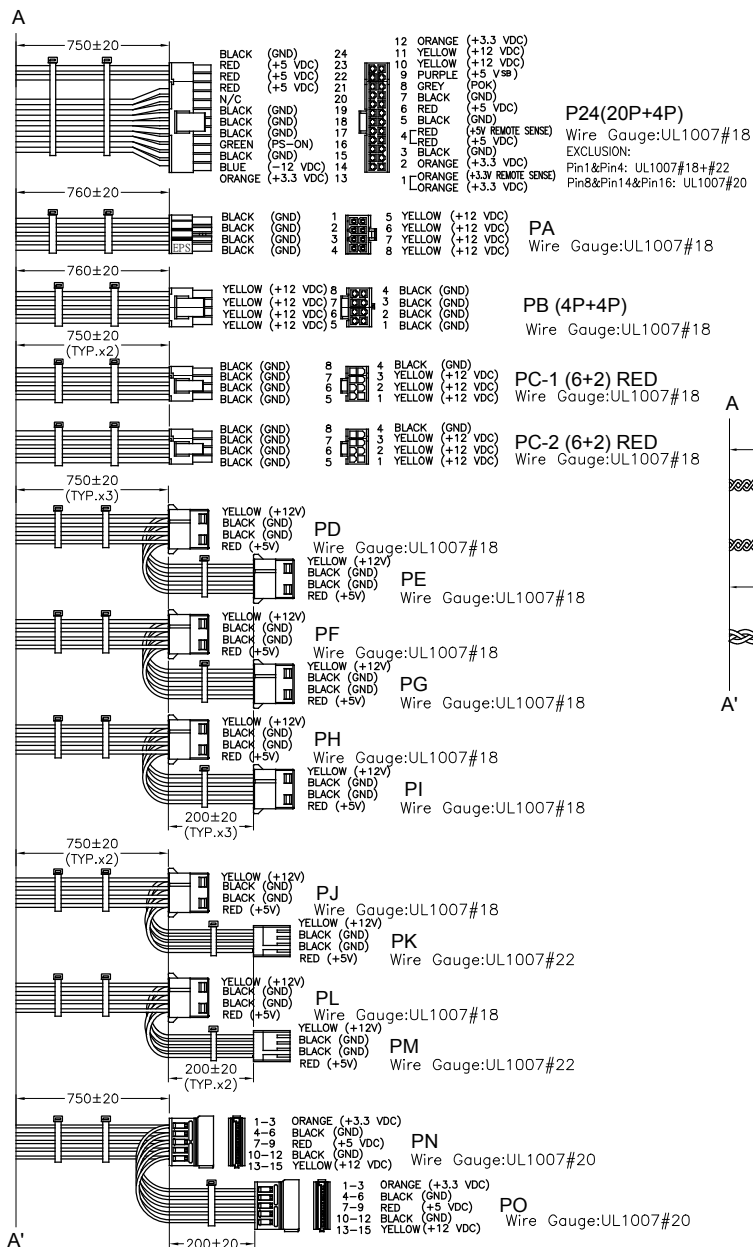 A
750±20
BLACK (GND) 24
RED (+5 VDC) 23
RED (+5 VDC) 22
RED (+5 VDC) 21
N/C 20
BLACK (GND) 19
BLACK (GND) 18
BLACK (GND) 17
GREEN (PS-ON) 16
BLACK (GND) 15
BLUE (-12 VDC) 14
ORANGE (+3.3 VDC) 13
12 ORANGE (+3.3 VDC)
11 YELLOW (+12 VDC)
10 YELLOW (+12 VDC)
9 PURPLE (+5 VSB)
8 GREY (POK)
7 BLACK (GND)
6 RED (+5 VDC)
5 BLACK (GND)
4 RED (+5V REMOTE SENSE)
RED (+5 VDC)
3 BLACK (GND)
2 ORANGE (+3.3 VDC)
1 ORANGE (+3.3V REMOTE SENSE)
ORANGE (+3.3 VDC)
P24(20P+4P)
Wire Gauge:UL1007#18
EXCLUSION:
Pin1&Pin4: UL1007#18+#22
Pin8&Pin14&Pin16: UL1007#20
760±20
EPS
BLACK (GND) 1
BLACK (GND) 2
BLACK (GND) 3
BLACK (GND) 4
5 YELLOW (+12 VDC)
6 YELLOW (+12 VDC)
7 YELLOW (+12 VDC)
8 YELLOW (+12 VDC)
PA
Wire Gauge:UL1007#18
760±20
YELLOW (+12 VDC) 8
YELLOW (+12 VDC) 7
YELLOW (+12 VDC) 6
YELLOW (+12 VDC) 5
4 BLACK (GND)
3 BLACK (GND)
2 BLACK (GND)
1 BLACK (GND)
PB (4P+4P)
Wire Gauge:UL1007#18
750±20
(TYP.x2)
BLACK (GND) 8
BLACK (GND) 7
BLACK (GND) 6
BLACK (GND) 5
4 BLACK (GND)
3 YELLOW (+12 VDC)
2 YELLOW (+12 VDC)
1 YELLOW (+12 VDC)
PC-1 (6+2) RED
Wire Gauge:UL1007#18
BLACK (GND) 8
BLACK (GND) 7
BLACK (GND) 6
BLACK (GND) 5
4 BLACK (GND)
3 YELLOW (+12 VDC)
2 YELLOW (+12 VDC)
1 YELLOW (+12 VDC)
PC-2 (6+2) RED
Wire Gauge:UL1007#18
A
A'
750±20
(TYP.x3)
YELLOW (+12V)
BLACK (GND)
BLACK (GND)
RED (+5V)
PD
Wire Gauge:UL1007#18
YELLOW (+12V)
BLACK (GND)
BLACK (GND)
RED (+5V)
PE
Wire Gauge:UL1007#18
YELLOW (+12V)
BLACK (GND)
BLACK (GND)
RED (+5V)
PF
Wire Gauge:UL1007#18
YELLOW (+12V)
BLACK (GND)
BLACK (GND)
RED (+5V)
PG
Wire Gauge:UL1007#18
YELLOW (+12V)
BLACK (GND)
BLACK (GND)
RED (+5V)
PH
Wire Gauge:UL1007#18
YELLOW (+12V)
BLACK (GND)
BLACK (GND)
RED (+5V)
PI
Wire Gauge:UL1007#18
200±20
(TYP.x3)
750±20
(TYP.x2)
YELLOW (+12V)
BLACK (GND)
BLACK (GND)
RED (+5V)
PJ
Wire Gauge:UL1007#18
YELLOW (+12V)
BLACK (GND)
BLACK (GND)
RED (+5V)
PK
Wire Gauge:UL1007#22
YELLOW (+12V)
BLACK (GND)
BLACK (GND)
RED (+5V)
PL
Wire Gauge:UL1007#18
YELLOW (+12V)
BLACK (GND)
BLACK (GND)
RED (+5V)
PM
Wire Gauge:UL1007#22
200±20
(TYP.x2)
750±20
1-3 ORANGE (+3.3 VDC)
4-6 BLACK (GND)
7-9 RED (+5 VDC)
10-12 BLACK (GND)
13-15 YELLOW(+12 VDC)
PN
Wire Gauge:UL1007#20
1-3 ORANGE (+3.3 VDC)
4-6 BLACK (GND)
7-9 RED (+5 VDC)
10-12 BLACK (GND)
13-15 YELLOW(+12 VDC)
PO
Wire Gauge:UL1007#20
A'
200±20